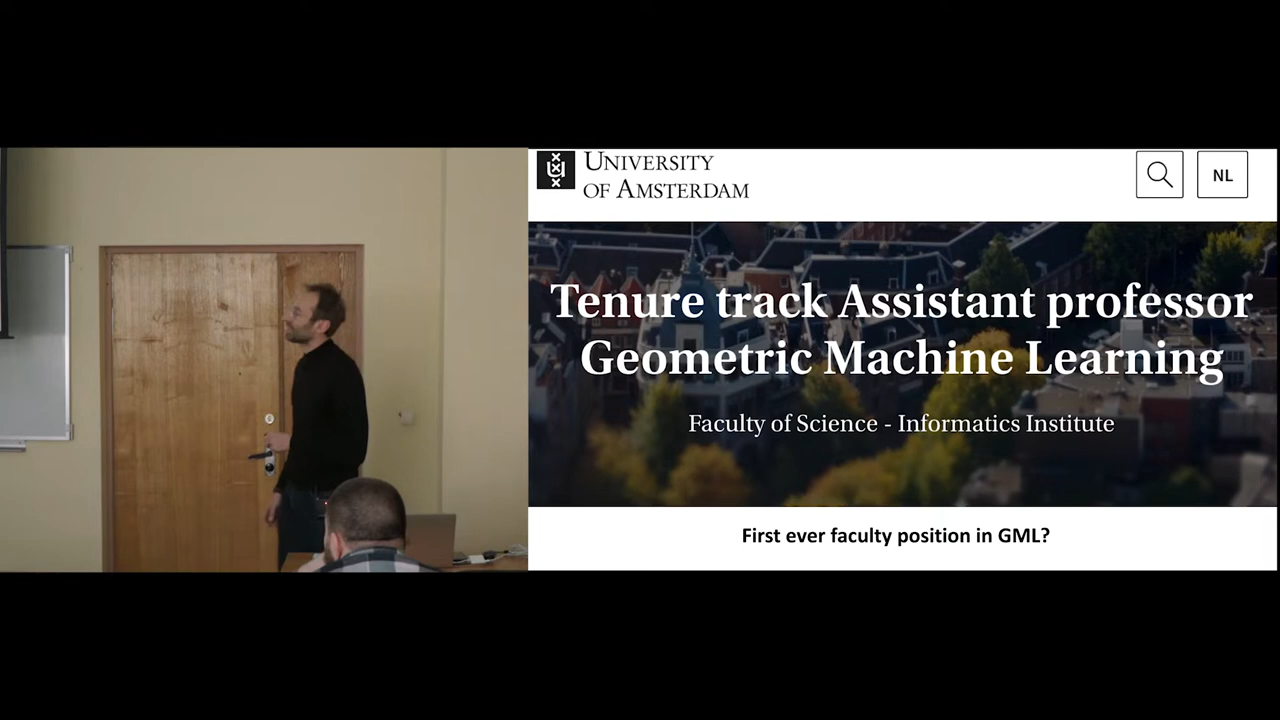 UNIVERSITY
OF AMSTERDAM
NL
Tenure track Assistant professor
Geometric Machine Learning
Faculty of Science - Informatics Institute
First ever faculty position in GML?